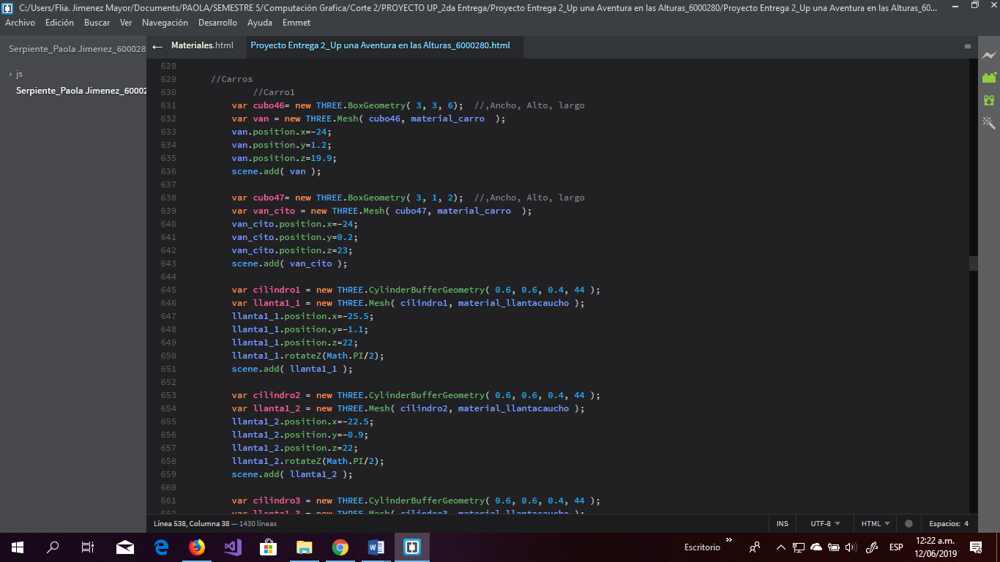 C:/Users/Flia. Jimenez Mayor/Documents/PAOLA/SEMESTRE 5/Computación Grafica/Corte 2/PROYECTO UP_2da Entrega/Proyecto Entrega 2_Up una Aventura en las Alturas_6000280/Proyecto Entrega 2_Up una Aventura en las Alturas_60...
Archivo Edición Buscar Ver Navegación Desarrollo Ayuda Emmet
Serpiente_Paola Jimenez_600028
js
Serpiente_Paola Jimenez_60002
Materiales.html Proyecto Entrega 2_Up una Aventura en las Alturas_6000280.html
628
629 //Carros
630 //Carro1
631 var cubo46= new THREE.BoxGeometry( 3, 3, 6); //,Ancho, Alto, largo
632 var van = new THREE.Mesh( cubo46, material_carro );
633 van.position.x=-24;
634 van.position.y=1.2;
635 van.position.z=19.9;
636 scene.add( van );
637
638 var cubo47= new THREE.BoxGeometry( 3, 1, 2); //,Ancho, Alto, largo
639 var van_cito = new THREE.Mesh( cubo47, material_carro );
640 van_cito.position.x=-24;
641 van_cito.position.y=0.2;
642 van_cito.position.z=23;
643 scene.add( van_cito );
644
645 var cilindro1 = new THREE.CylinderBufferGeometry( 0.6, 0.6, 0.4, 44 );
646 var llanta1_1 = new THREE.Mesh( cilindro1, material_llantacaucho );
647 llanta1_1.position.x=-25.5;
648 llanta1_1.position.y=-1.1;
649 llanta1_1.position.z=22;
650 llanta1_1.rotateZ(Math.PI/2);
651 scene.add( llanta1_1 );
652
653 var cilindro2 = new THREE.CylinderBufferGeometry( 0.6, 0.6, 0.4, 44 );
654 var llanta1_2 = new THREE.Mesh( cilindro2, material_llantacaucho );
655 llanta1_2.position.x=-22.5;
656 llanta1_2.position.y=-0.9;
657 llanta1_2.position.z=22;
658 llanta1_2.rotateZ(Math.PI/2);
659 scene.add( llanta1_2 );
660
661 var cilindro3 = new THREE.CylinderBufferGeometry( 0.6, 0.6, 0.4, 44 );
662 var llanta1_3 = new THREE.Mesh( cilindro3, material_llantacaucho );
Línea 538, Columna 38 — 1430 líneas INS UTF-8 HTML Espacios: 4
Escritorio ESP 12:22 a.m.
12/06/2019